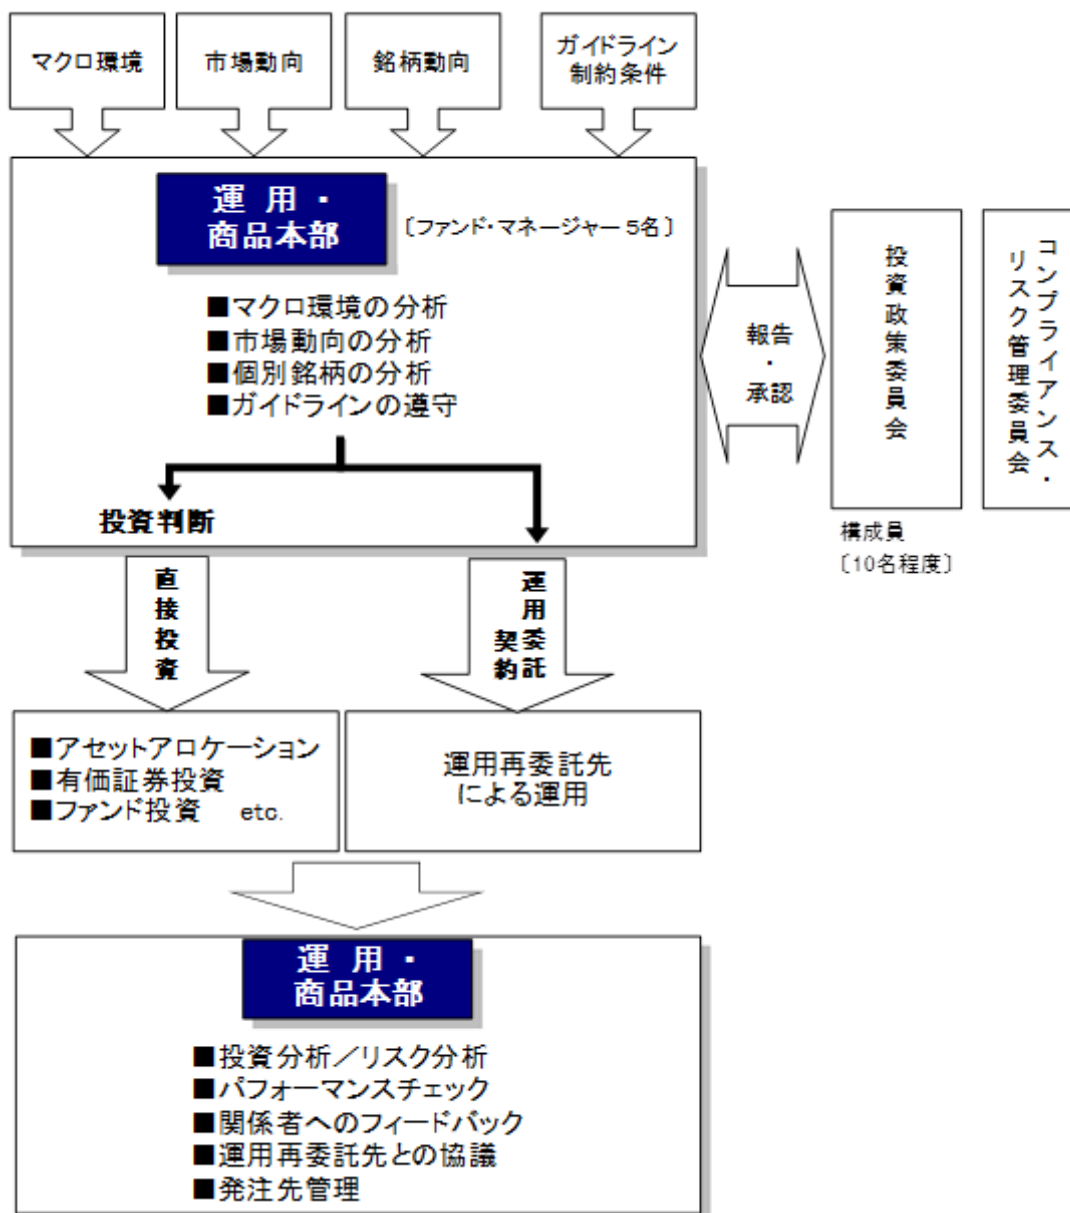 マクロ環境
市場動向
銘柄動向
ガイドライン
制約条件
運 用 ・
商品本部
〔ファンド・マネージャー 5名〕
■マクロ環境の分析
■市場動向の分析
■個別銘柄の分析
■ガイドラインの遵守
投資判断
報告
・
承認
投資政策委員会
コンプライアンス・
リスク管理委員会
構成員
〔10名程度〕
直接投資
運用委託
契約
■アセットアロケーション
■有価証券投資
■ファンド投資 etc.
運用再委託先
による運用
運 用 ・
商品本部
■投資分析／リスク分析
■パフォーマンスチェック
■関係者へのフィードバック
■運用再委託先との協議
■発注先管理